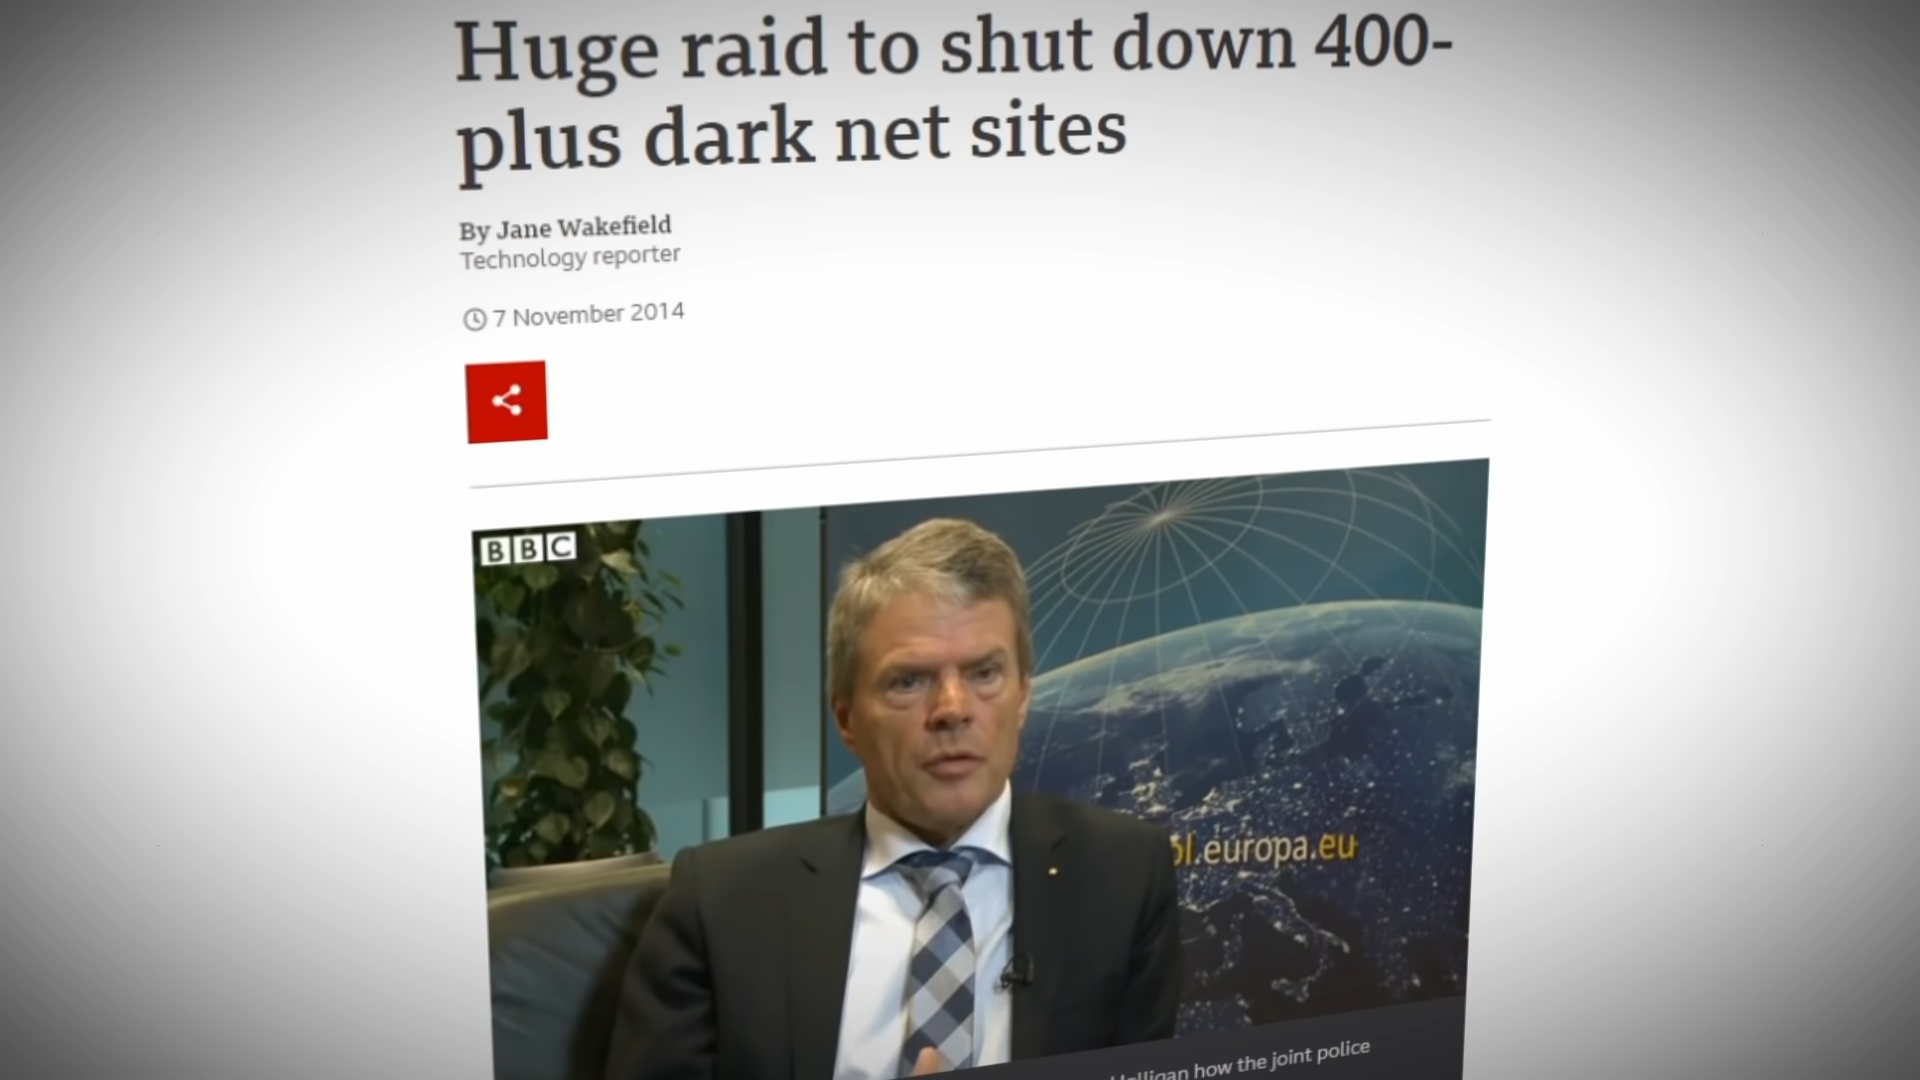 Huge raid to shut down 400-
plus dark net sites
By Jane Wakefield
Technology reporter
7 November 2014
BBC
ol.europa.eu
how the joint police